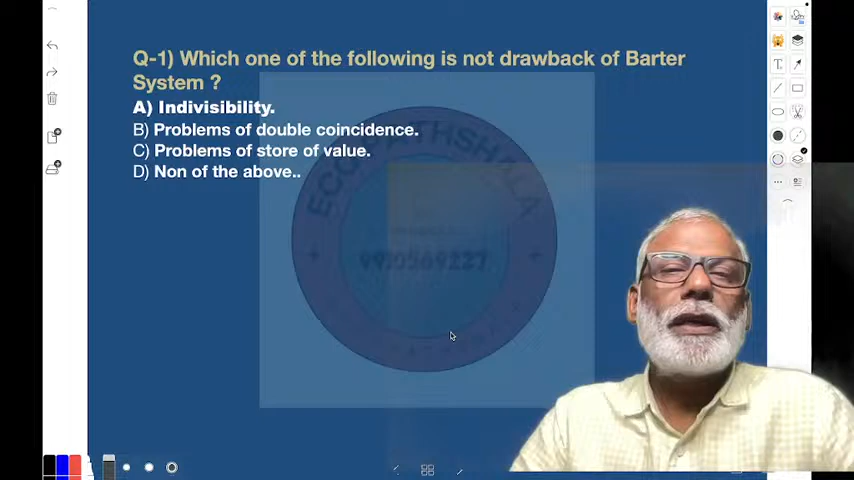 Q-1) Which one of the following is not drawback of Barter
System ?
A) Indivisibility.
B) Problems of double coincidence.
C) Problems of store of value.
D) Non of the above..
ECOPATHSHALA